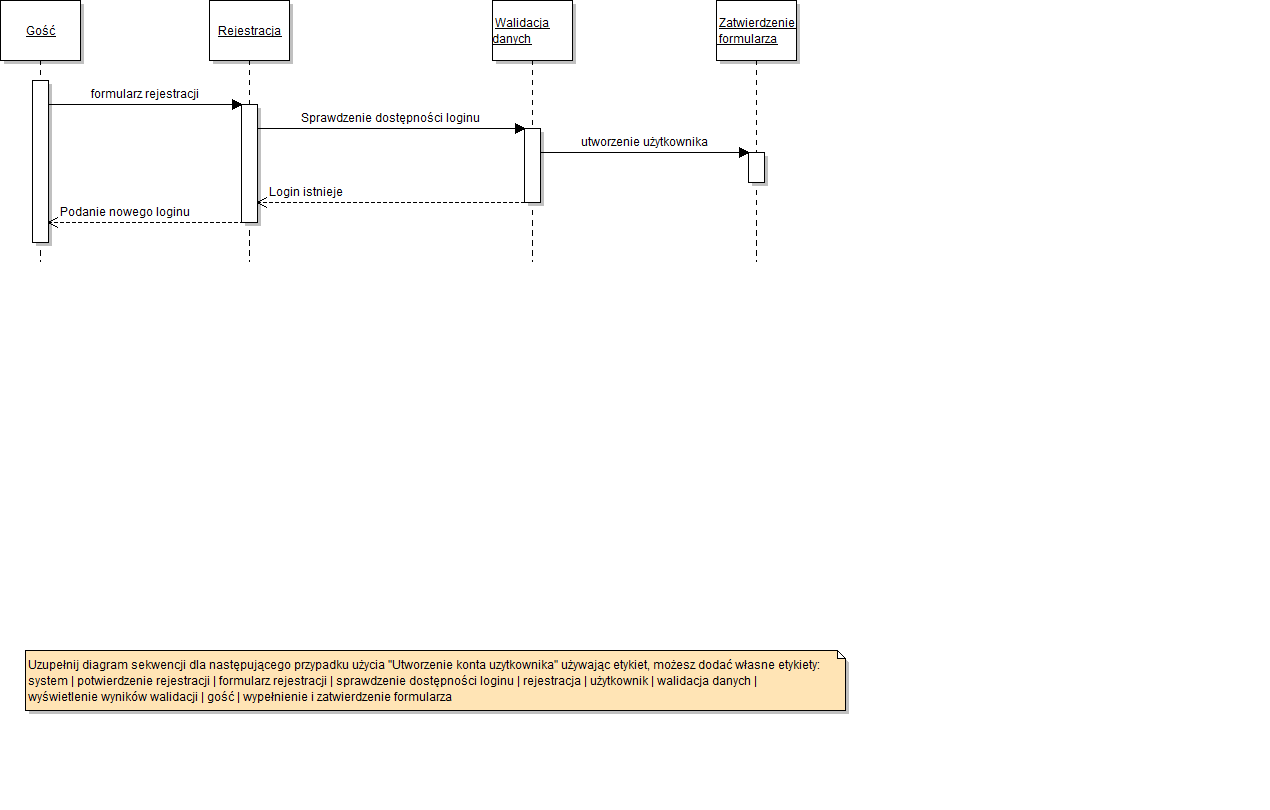 Gość
Rejestracja
Walidacja
danych
Zatwierdzenie
formularza
formularz rejestracji
Sprawdzenie dostępności loginu
utworzenie użytkownika
Login istnieje
Podanie nowego loginu
Uzupełnij diagram sekwencji dla następującego przypadku użycia "Utworzenie konta uzytkownika" używając etykiet, możesz dodać własne etykiety:
system | potwierdzenie rejestracji | formularz rejestracji | sprawdzenie dostępności loginu | rejestracja | użytkownik | walidacja danych |
wyświetlenie wyników walidacji | gość | wypełnienie i zatwierdzenie formularza